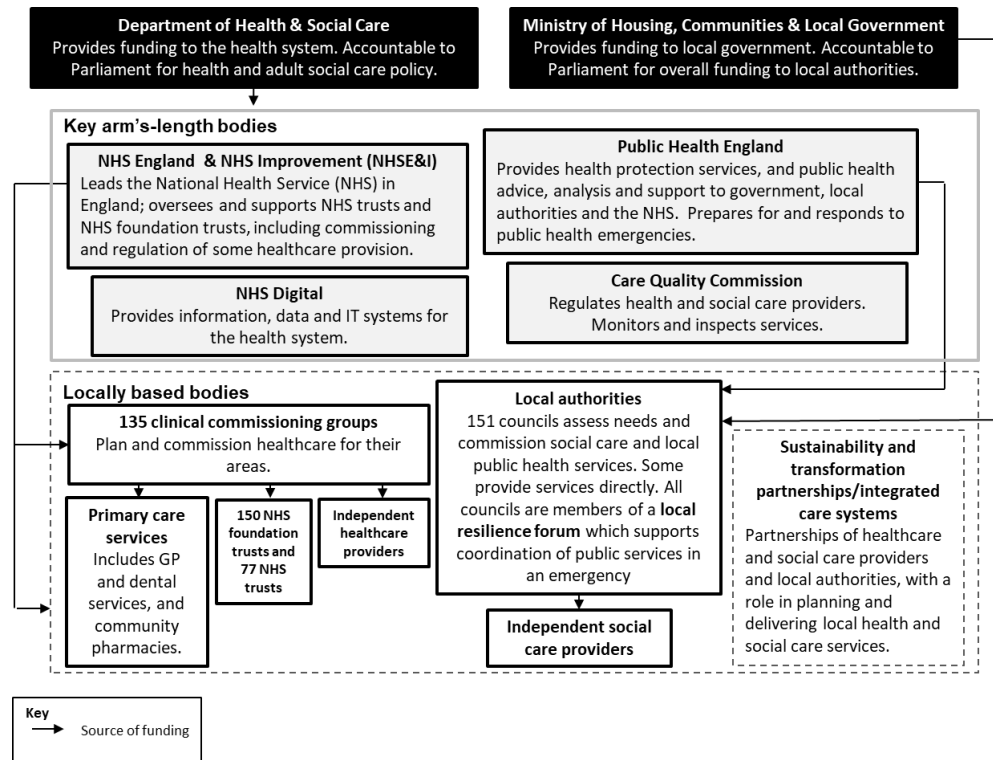 Department of Health & Social Care
Provides funding to the health system. Accountable to
Parliament for health and adult social care policy.
Ministry of Housing, Communities & Local Government
Provides funding to local government. Accountable to
Parliament for overall funding to local authorities.
Key arm's-length bodies
NHS England & NHS Improvement (NHSE&I)
Leads the National Health Service (NHS) in
England; oversees and supports NHS trusts and
NHS foundation trusts, including commissioning
and regulation of some healthcare provision.
Public Health England
Provides health protection services, and public health
advice, analysis and support to government, local
authorities and the NHS. Prepares for and responds to
public health emergencies.
NHS Digital
Provides information, data and IT systems for
the health system.
Care Quality Commission
Regulates health and social care providers.
Monitors and inspects services.
Locally based bodies
135 clinical commissioning groups
Plan and commission healthcare for their
areas.
Primary care
services
Includes GP
and dental
services, and
community
pharmacies.
150 NHS
foundation
trusts and
77 NHS
trusts
Independent
healthcare
providers
Local authorities
151 councils assess needs and
commission social care and local
public health services. Some
provide services directly. All
councils are members of a local
resilience forum which supports
coordination of public services in
an emergency
Independent social
care providers
Sustainability and
transformation
partnerships/integrated
care systems
Partnerships of healthcare
and social care providers
and local authorities, with a
role in planning and
delivering local health and
social care services.
Key
Source of funding